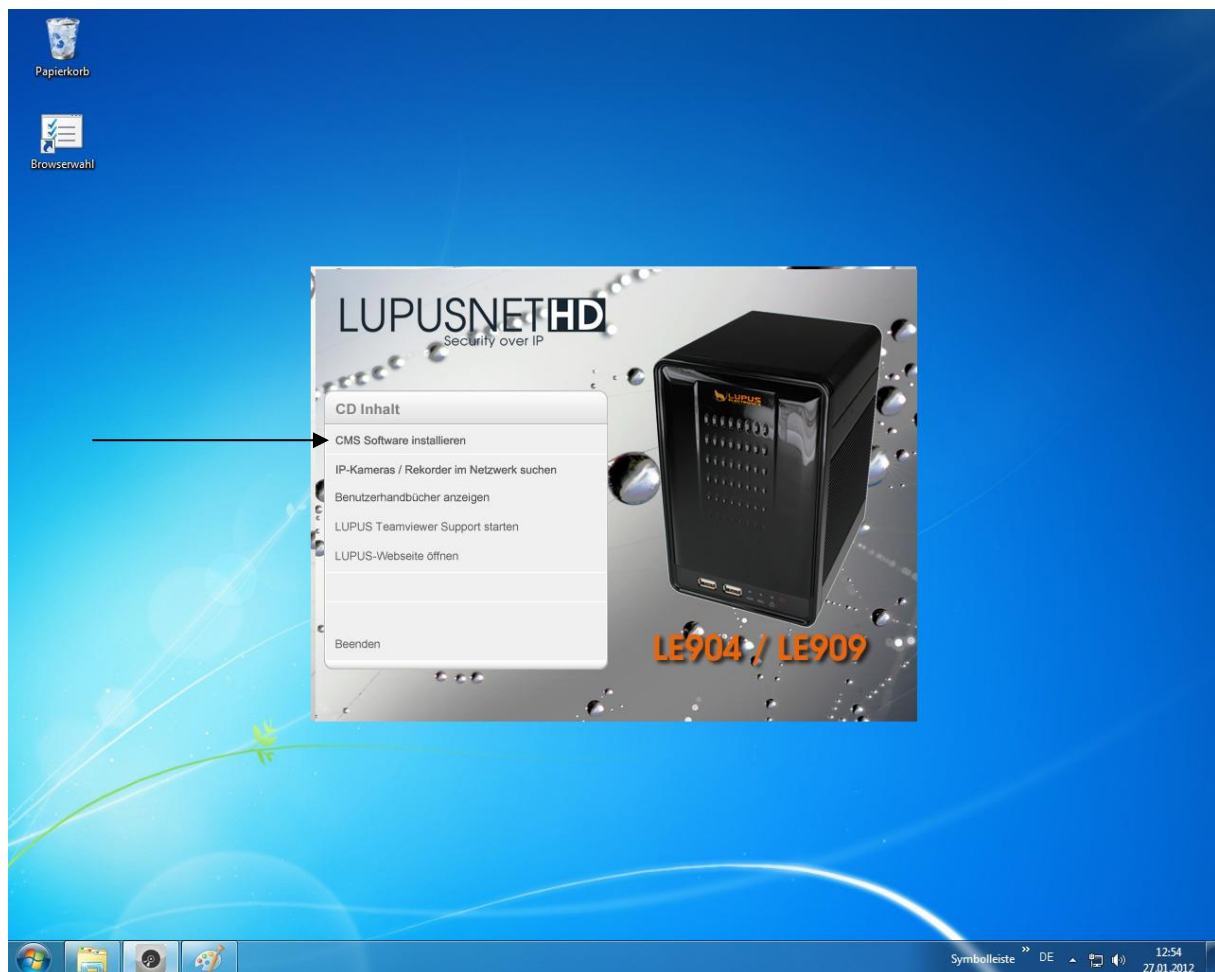 Papierkorb
Browserwahl
LUPUSNETHD
Security over IP
LUPUS
CD Inhalt
CMS Software installieren
IP-Kameras / Rekorder im Netzwerk suchen
Benutzerhandbücher anzeigen
LUPUS Teamviewer Support starten
LUPUS-Webseite öffnen
Beenden
LE904 / LE909
Symbolleiste » DE 12:54
27.01.2012